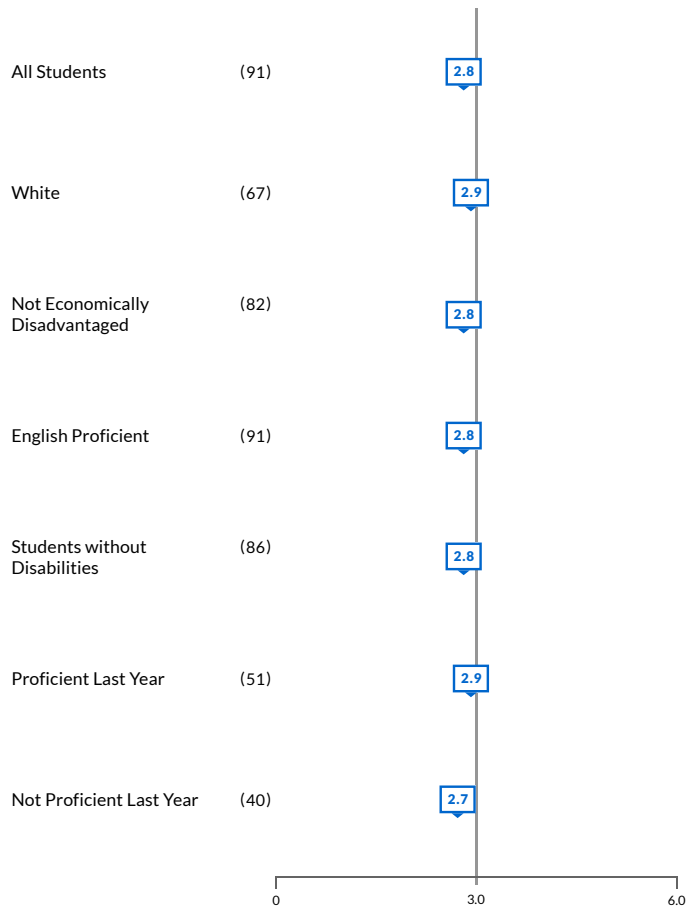 All Students (91) 2.8
White (67) 2.9
Not Economically (82) 2.8
Disadvantaged
English Proficient (91) 2.8
Students without (86) 2.8
Disabilities
Proficient Last Year (51) 2.9
Not Proficient Last Year (40) 2.7
0 3.0 6.0